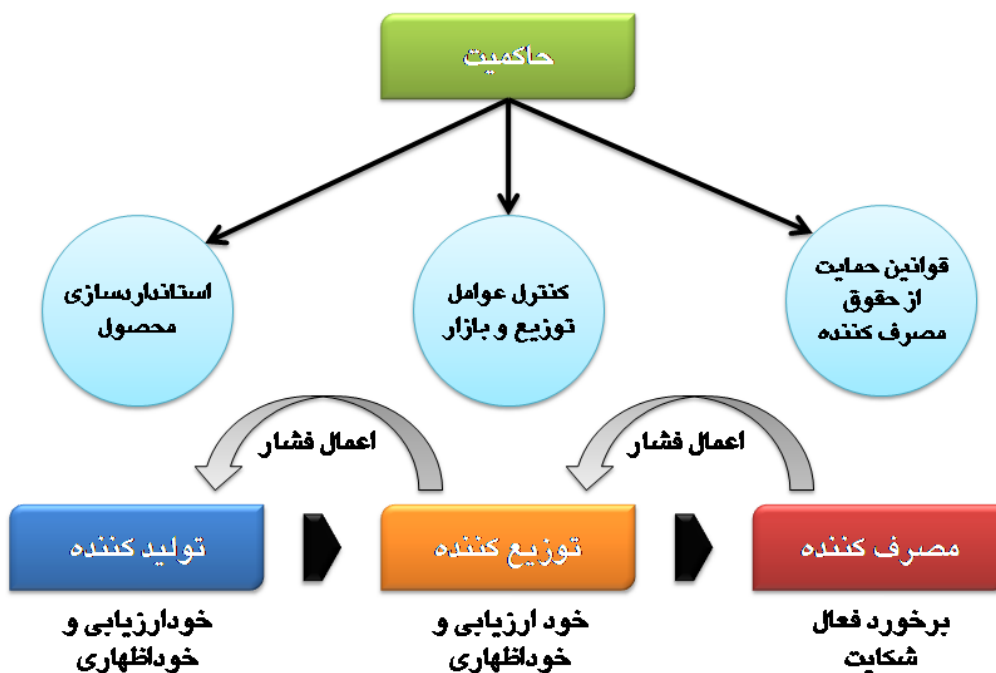 حاکمیت
قوانین حمایت
از حقوق
مصرف کننده
کنترل عوامل
توزیع و بازار
استانداردسازی
محصول
اعمال فشار
اعمال فشار
مصرف کننده
توزیع کننده
تولید کننده
برخورد فعال
شکایت
خود ارزیابی و
خوداظهاری
خودارزیابی و
خوداظهاری